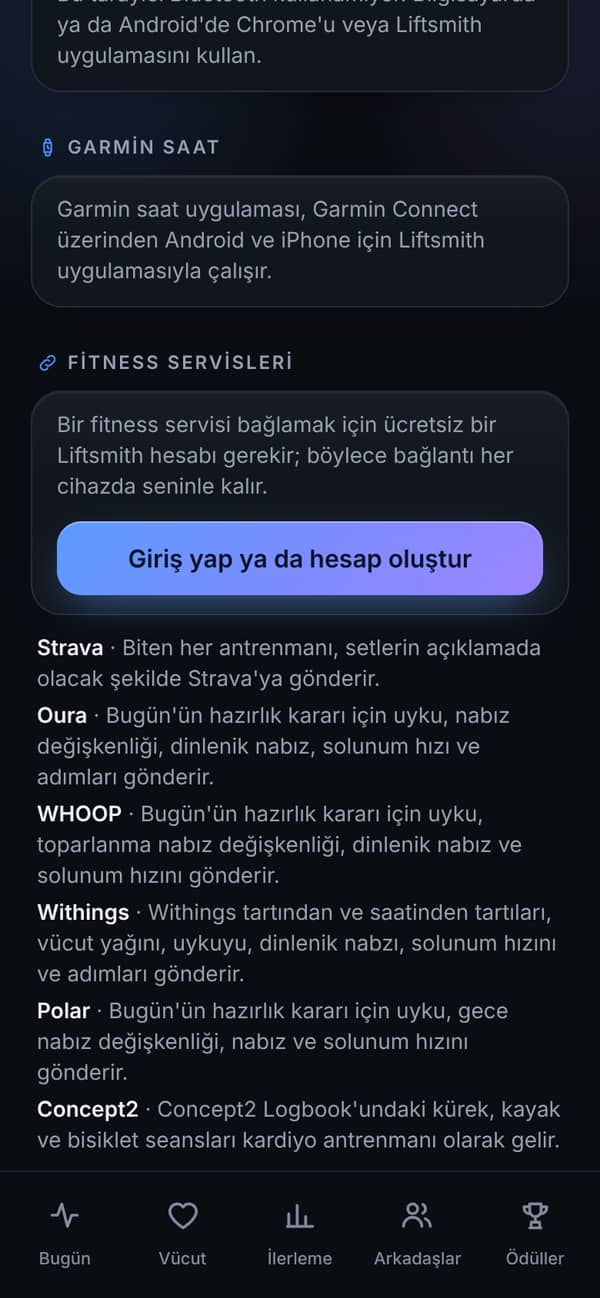 ya da Android'de Chrome'u veya Liftsmith
uygulamasını kullan.
GARMİN SAAT
Garmin saat uygulaması, Garmin Connect
üzerinden Android ve iPhone için Liftsmith
uygulamasıyla çalışır.
FİTNESS SERVİSLERİ
Bir fitness servisi bağlamak için ücretsiz bir
Liftsmith hesabı gerekir; böylece bağlantı her
cihazda seninle kalır.
Giriş yap ya da hesap oluştur
Strava · Biten her antrenmanı, setlerin açıklamada
olacak şekilde Strava'ya gönderir.
Oura · Bugün'ün hazırlık kararı için uyku, nabız
değişkenliği, dinlenik nabız, solunum hızı ve
adımları gönderir.
WHOOP · Bugün'ün hazırlık kararı için uyku,
toparlanma nabız değişkenliği, dinlenik nabız ve
solunum hızını gönderir.
Withings · Withings tartından ve saatinden tartıları,
vücut yağını, uykuyu, dinlenik nabzı, solunum hızını
ve adımları gönderir.
Polar · Bugün'ün hazırlık kararı için uyku, gece
nabız değişkenliği, nabız ve solunum hızını
gönderir.
Concept2 · Concept2 Logbook'undaki kürek, kayak
ve bisiklet seansları kardiyo antrenmanı olarak gelir.
Bugün
Vücut
İlerleme
Arkadaşlar
Ödüller